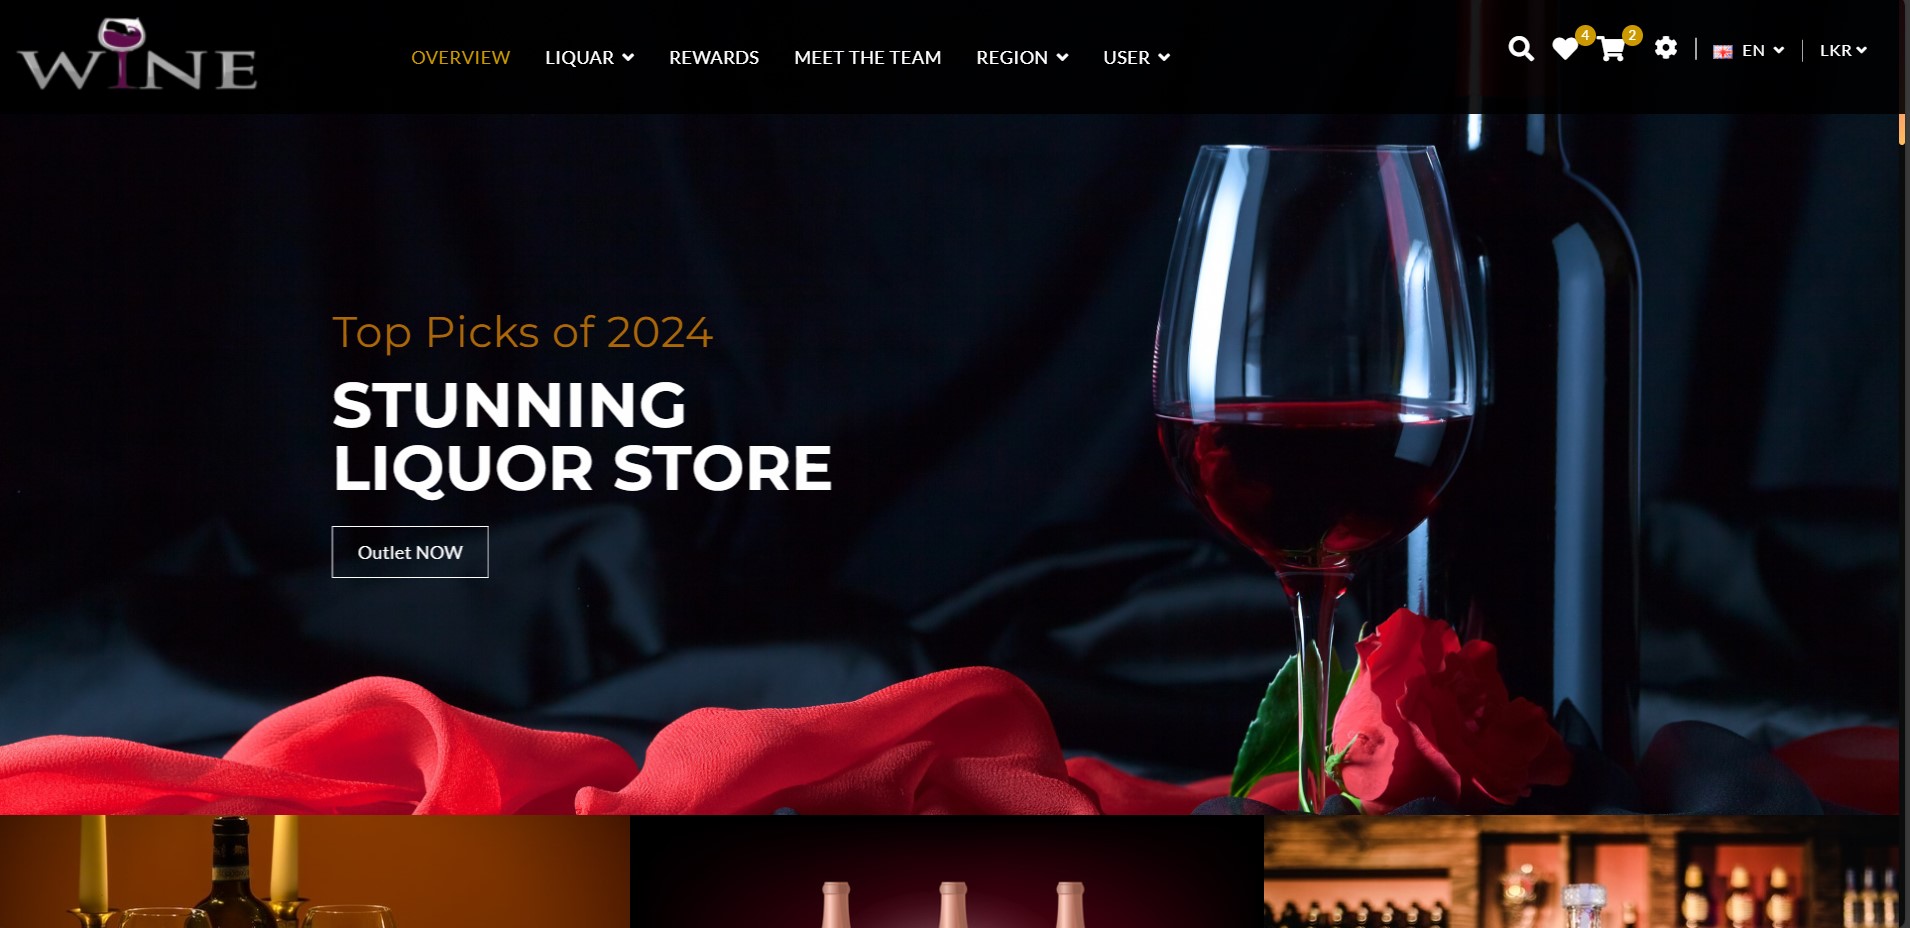 WINE
OVERVIEW LIQUAR REWARDS MEET THE TEAM REGION USER
4 2 EN LKR
Top Picks of 2024
STUNNING
LIQUOR STORE
Outlet NOW